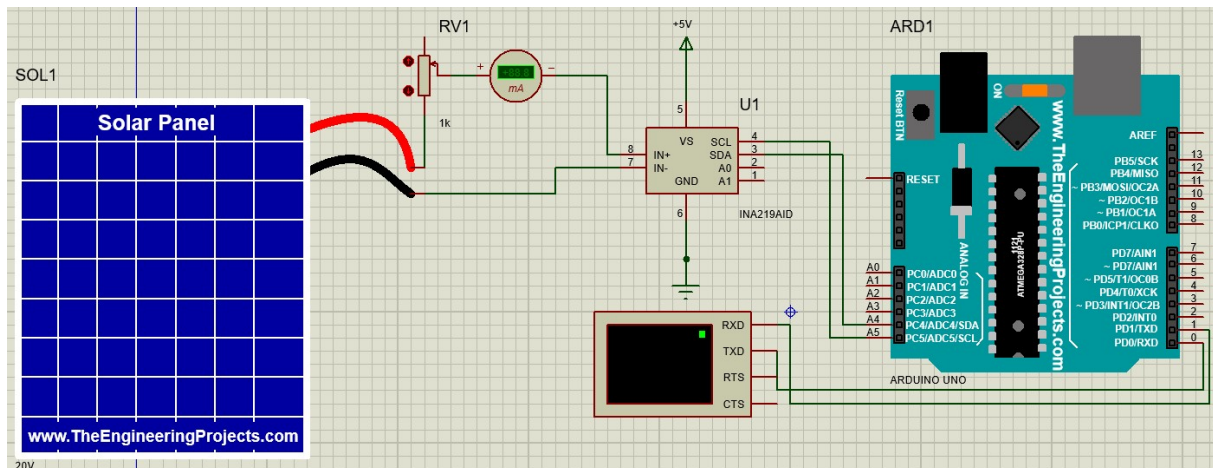 SOL1
Solar Panel
www.TheEngineeringProjects.com
20V
RV1
1k
+
−
mA
+5V
U1
5
VS
8
IN+
7
IN-
GND
6
SCL
4
SDA
3
A0
2
A1
1
INA219AID
RXD
TXD
RTS
CTS
ARD1
Reset BTN
ON
www.TheEngineeringProjects.com
RESET
ANALOG IN
ATMEGA328P-PU
1121
AREF
PB5/SCK 13
PB4/MISO 12
~ PB3/MOSI/OC2A 11
~ PB2/OC1B 10
~ PB1/OC1A 9
PB0/ICP1/CLKO 8
PD7/AIN1 7
~ PD7/AIN1 6
~ PD5/T1/OC0B 5
PD4/T0/XCK 4
~ PD3/INT1/OC2B 3
PD2/INT0 2
PD1/TXD 1
PD0/RXD 0
A0 PC0/ADC0
A1 PC1/ADC1
A2 PC2/ADC2
A3 PC3/ADC3
A4 PC4/ADC4/SDA
A5 PC5/ADC5/SCL
ARDUINO UNO